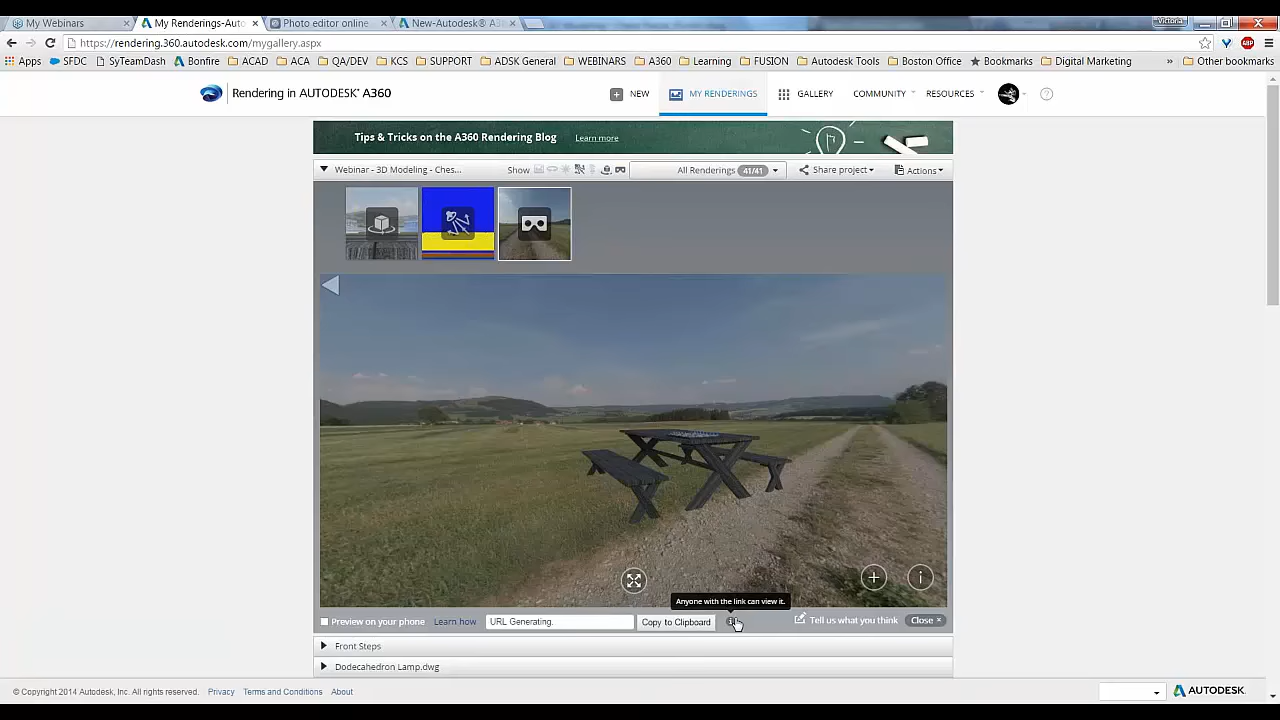 My Webinars
My Renderings-Auto
Photo editor online
New-Autodesk® A3
Victoria
https://rendering.360.autodesk.com/mygallery.aspx
Apps SFDC SyTeamDash Bonfire ACAD ACA QA/DEV KCS SUPPORT ADSK General WEBINARS A360 Learning FUSION Autodesk Tools Boston Office Bookmarks Digital Marketing » Other bookmarks
ABP
Rendering in AUTODESK® A360
NEW MY RENDERINGS GALLERY COMMUNITY RESOURCES ?
Tips & Tricks on the A360 Rendering Blog Learn more
Webinar - 3D Modeling - Ches... Show All Renderings 41/41 Share project Actions
Anyone with the link can view it.
Preview on your phone Learn how URL Generating. Copy to Clipboard Tell us what you think Close ×
Front Steps
Dodecahedron Lamp.dwg
© Copyright 2014 Autodesk, Inc. All rights reserved. Privacy Terms and Conditions About
AUTODESK.